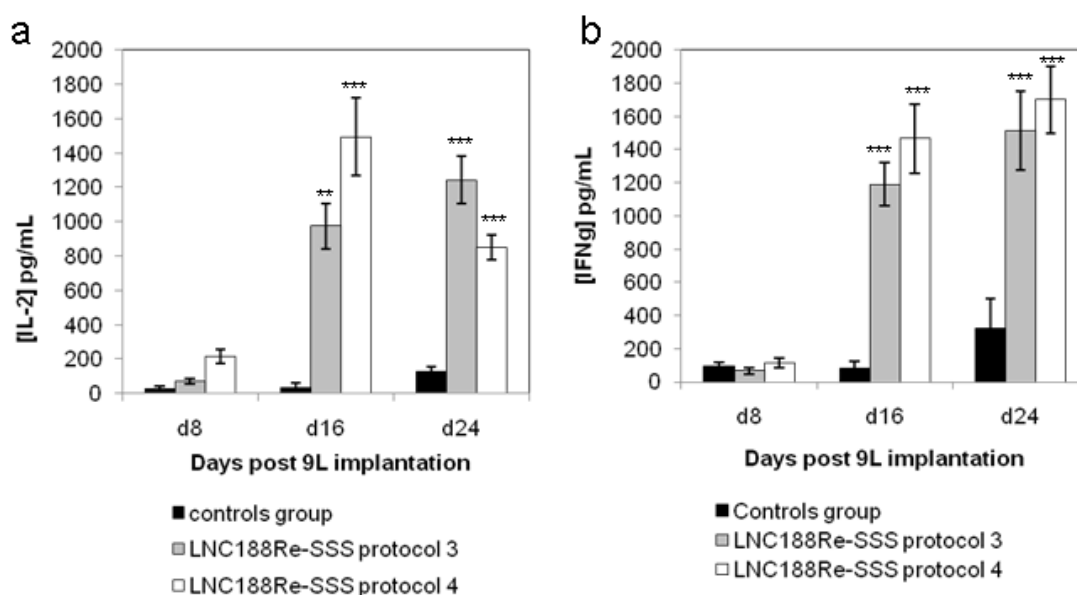 a
2000
1800
1600
1400
1200
1000
800
600
400
200
0
[IL-2] pg/mL
**
***
***
***
d8 d16 d24
Days post 9L implantation
controls group
LNC188Re-SSS protocol 3
LNC188Re-SSS protocol 4
b
2000
1800
1600
1400
1200
1000
800
600
400
200
0
[IFNg] pg/mL
***
***
***
***
d8 d16 d24
Days post 9L implantation
Controls group
LNC188Re-SSS protocol 3
LNC188Re-SSS protocol 4